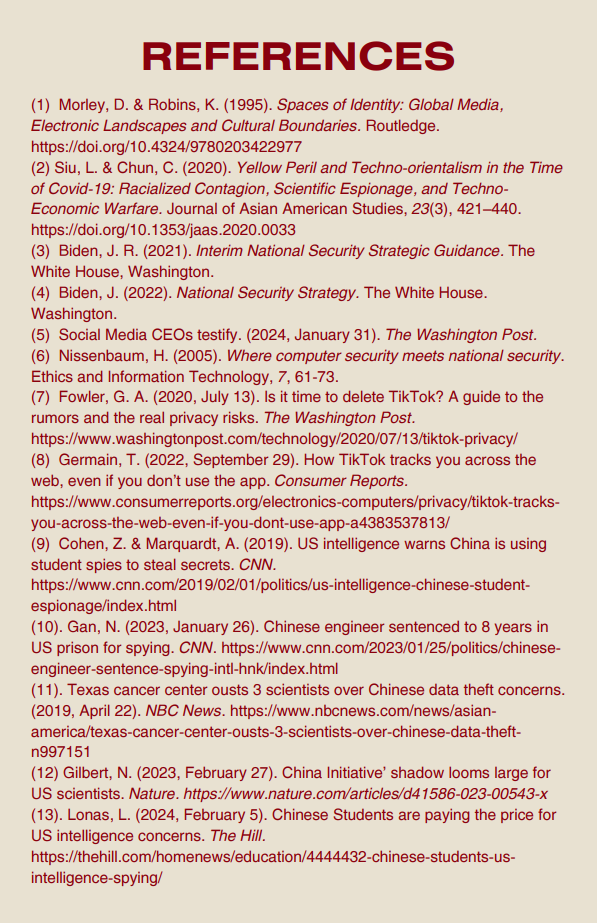 REFERENCES
(1)  Morley, D. & Robins, K. (1995). Spaces of Identity: Global Media,
Electronic Landscapes and Cultural Boundaries. Routledge.
https://doi.org/10.4324/9780203422977
(2) Siu, L. & Chun, C. (2020). Yellow Peril and Techno-orientalism in the Time
of Covid-19: Racialized Contagion, Scientific Espionage, and Techno-
Economic Warfare. Journal of Asian American Studies, 23(3), 421–440.
https://doi.org/10.1353/jaas.2020.0033
(3)  Biden, J. R. (2021). Interim National Security Strategic Guidance. The
White House, Washington.
(4)  Biden, J. (2022). National Security Strategy. The White House.
Washington.
(5)  Social Media CEOs testify. (2024, January 31). The Washington Post.
(6)  Nissenbaum, H. (2005). Where computer security meets national security.
Ethics and Information Technology, 7, 61-73.
(7)  Fowler, G. A. (2020, July 13). Is it time to delete TikTok? A guide to the
rumors and the real privacy risks. The Washington Post.
https://www.washingtonpost.com/technology/2020/07/13/tiktok-privacy/
(8)  Germain, T. (2022, September 29). How TikTok tracks you across the
web, even if you don’t use the app. Consumer Reports.
https://www.consumerreports.org/electronics-computers/privacy/tiktok-tracks-
you-across-the-web-even-if-you-dont-use-app-a4383537813/
(9)  Cohen, Z. & Marquardt, A. (2019). US intelligence warns China is using
student spies to steal secrets. CNN.
https://www.cnn.com/2019/02/01/politics/us-intelligence-chinese-student-
espionage/index.html
(10). Gan, N. (2023, January 26). Chinese engineer sentenced to 8 years in
US prison for spying. CNN. https://www.cnn.com/2023/01/25/politics/chinese-
engineer-sentence-spying-intl-hnk/index.html
(11). Texas cancer center ousts 3 scientists over Chinese data theft concerns.
(2019, April 22). NBC News. https://www.nbcnews.com/news/asian-
america/texas-cancer-center-ousts-3-scientists-over-chinese-data-theft-
n997151
(12) Gilbert, N. (2023, February 27). China Initiative’ shadow looms large for
US scientists. Nature. https://www.nature.com/articles/d41586-023-00543-x
(13). Lonas, L. (2024, February 5). Chinese Students are paying the price for
US intelligence concerns. The Hill.
https://thehill.com/homenews/education/4444432-chinese-students-us-
intelligence-spying/